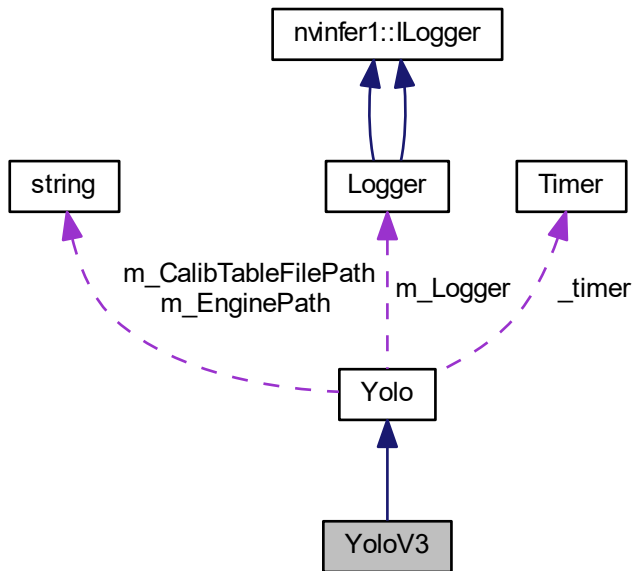 nvinfer1::ILogger
string
Logger
Timer
m_CalibTableFilePath
m_EnginePath
m_Logger
_timer
Yolo
YoloV3